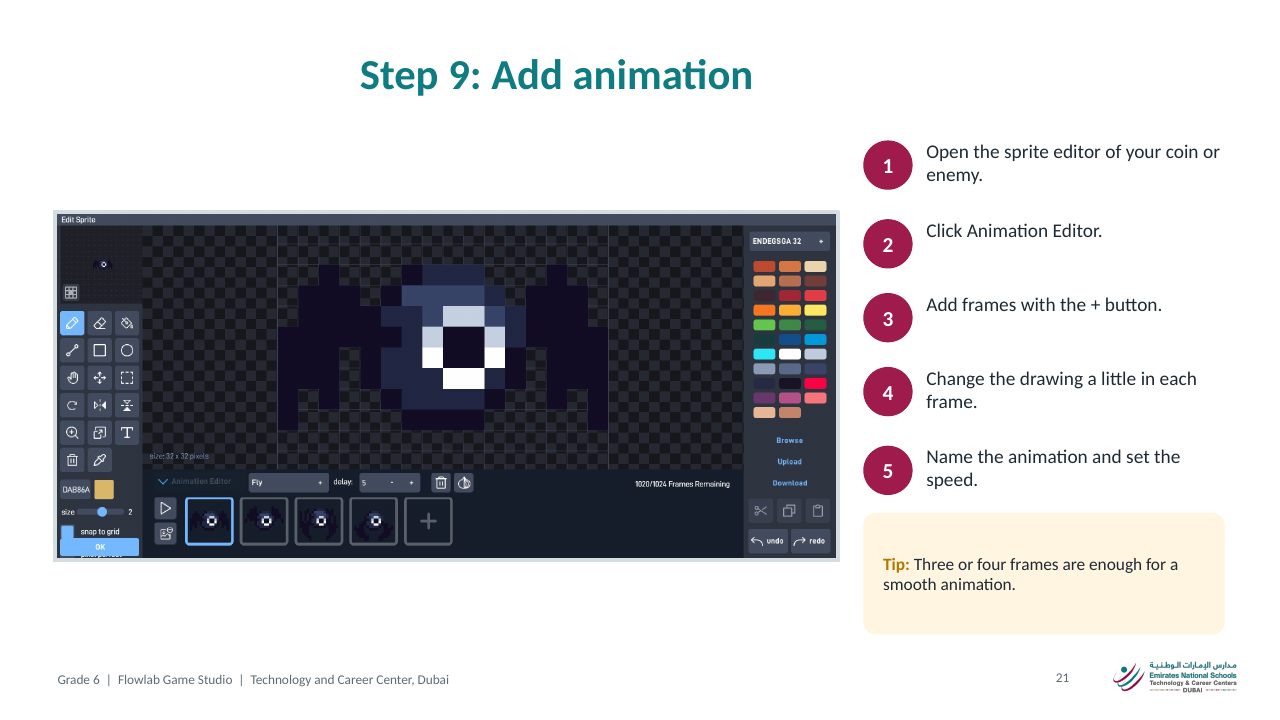 Step 9: Add animation
1
Open the sprite editor of your coin or
enemy.
2
Click Animation Editor.
3
Add frames with the + button.
4
Change the drawing a little in each
frame.
5
Name the animation and set the
speed.
Tip: Three or four frames are enough for a
smooth animation.
Edit Sprite
ENDEGSGA 32 +
size: 32 x 32 pixels
Browse
Upload
Download
Animation Editor
Fly +
delay: 5 - +
1020/1024 Frames Remaining
DAB86A
size 2
snap to grid
OK
undo
redo
Grade 6 | Flowlab Game Studio | Technology and Career Center, Dubai
21
مدارس الإمارات الوطنية
Emirates National Schools
Technology & Career Centers
DUBAI